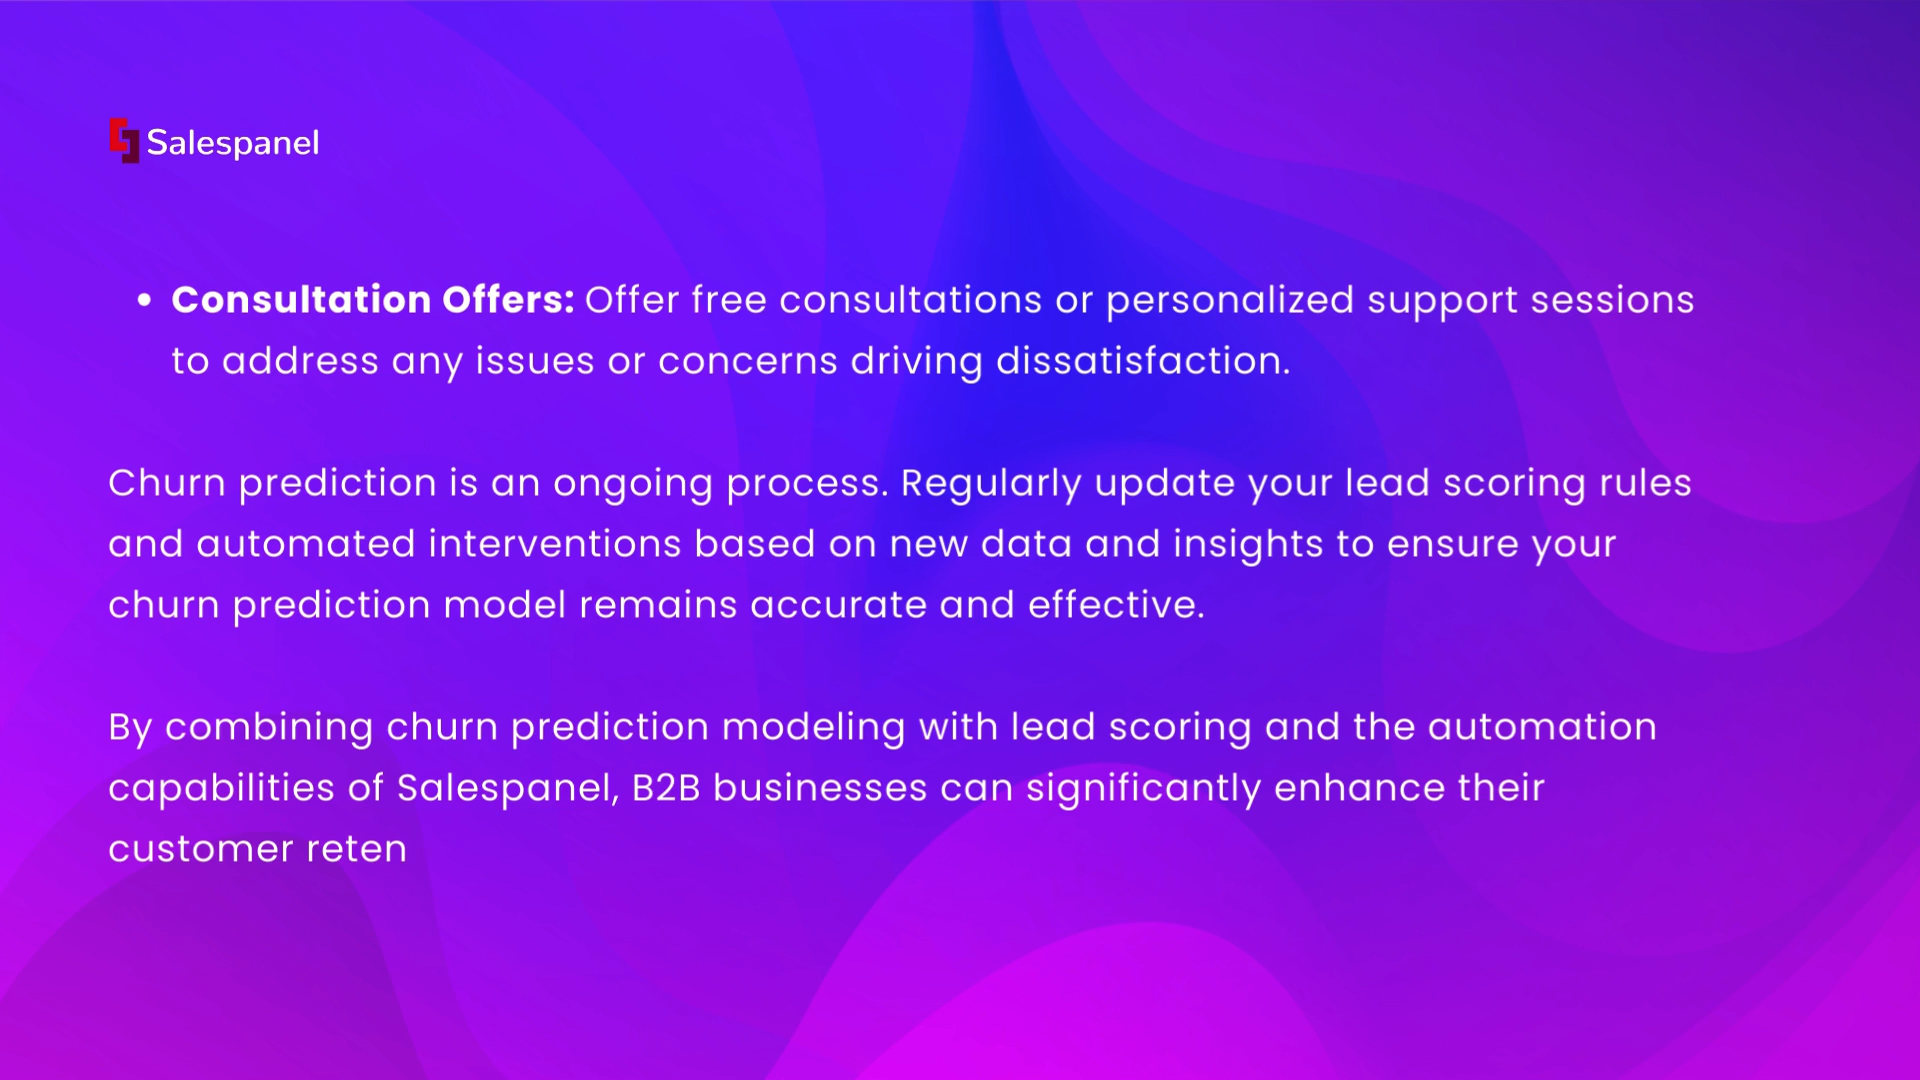 Salespanel
• Consultation Offers: Offer free consultations or personalized support sessions
to address any issues or concerns driving dissatisfaction.
Churn prediction is an ongoing process. Regularly update your lead scoring rules
and automated interventions based on new data and insights to ensure your
churn prediction model remains accurate and effective.
By combining churn prediction modeling with lead scoring and the automation
capabilities of Salespanel, B2B businesses can significantly enhance their
customer reten